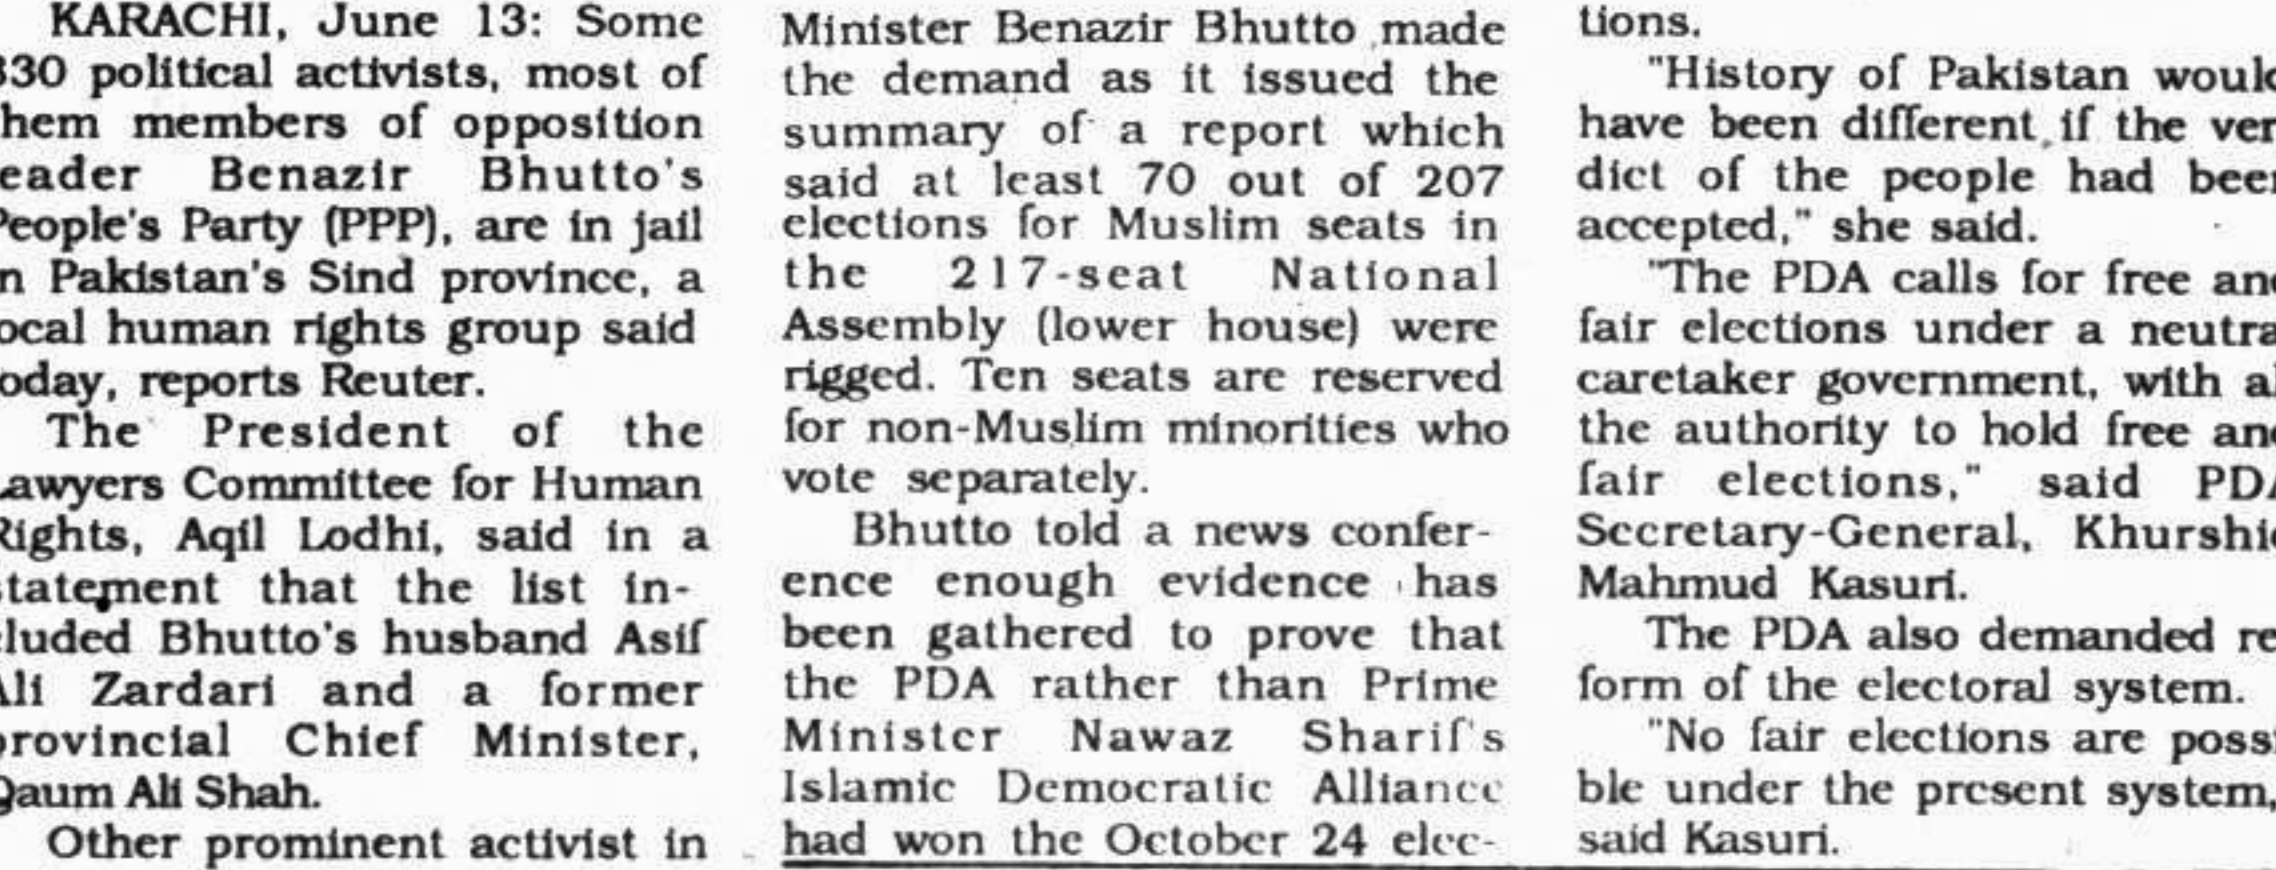 KARACHI, June 13: Some
330 political activists, most of
them members of opposition
leader Benazir Bhutto's
People's Party (PPP), are in jail
in Pakistan's Sind province, a
local human rights group said
today, reports Reuter.
The President of the
Lawyers Committee for Human
Rights, Aqil Lodhi, said in a
statement that the list in-
cluded Bhutto's husband Asif
Ali Zardari and a former
provincial Chief Minister,
Qaum Ali Shah.
Other prominent activist in
Minister Benazir Bhutto made
the demand as it issued the
summary of a report which
said at least 70 out of 207
elections for Muslim seats in
the 217-seat National
Assembly (lower house) were
rigged. Ten seats are reserved
for non-Muslim minorities who
vote separately.
Bhutto told a news confer-
ence enough evidence has
been gathered to prove that
the PDA rather than Prime
Minister Nawaz Sharif's
Islamic Democratic Alliance
had won the October 24 elec-
tions.
"History of Pakistan would
have been different if the ver
dict of the people had been
accepted," she said.
"The PDA calls for free and
fair elections under a neutra
caretaker government, with al
the authority to hold free and
fair elections," said PDA
Secretary-General, Khurshid
Mahmud Kasuri.
The PDA also demanded re
form of the electoral system.
"No fair elections are possi
ble under the present system,
said Kasuri.